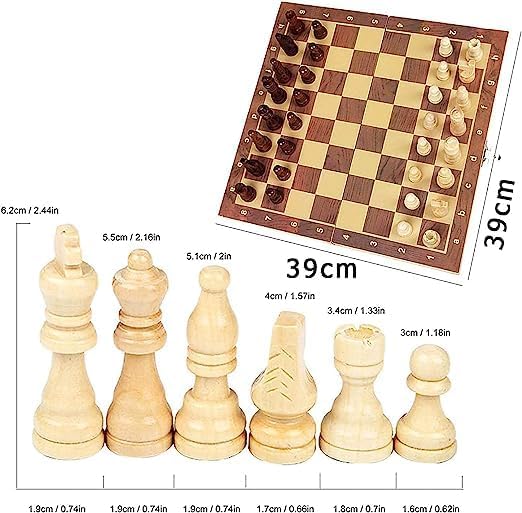 39cm
39cm
6.2cm / 2.44in
5.5cm / 2.16in
5.1cm / 2in
4cm / 1.57in
3.4cm / 1.33in
3cm / 1.18in
1.9cm / 0.74in
1.9cm / 0.74in
1.9cm / 0.74in
1.7cm / 0.66in
1.8cm / 0.7in
1.6cm / 0.62in